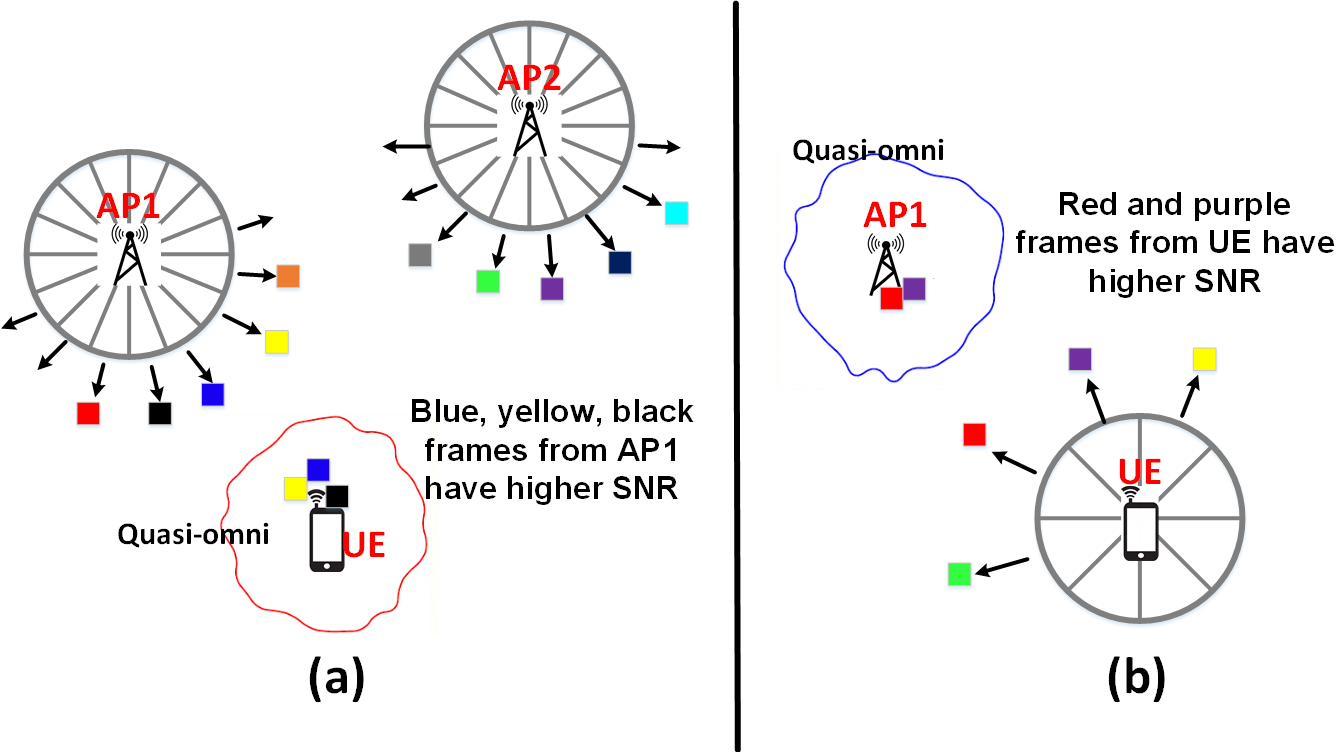 AP1
AP2
Blue, yellow, black
frames from AP1
have higher SNR
Quasi-omni
UE
(a)
Quasi-omni
AP1
Red and purple
frames from UE have
higher SNR
UE
(b)